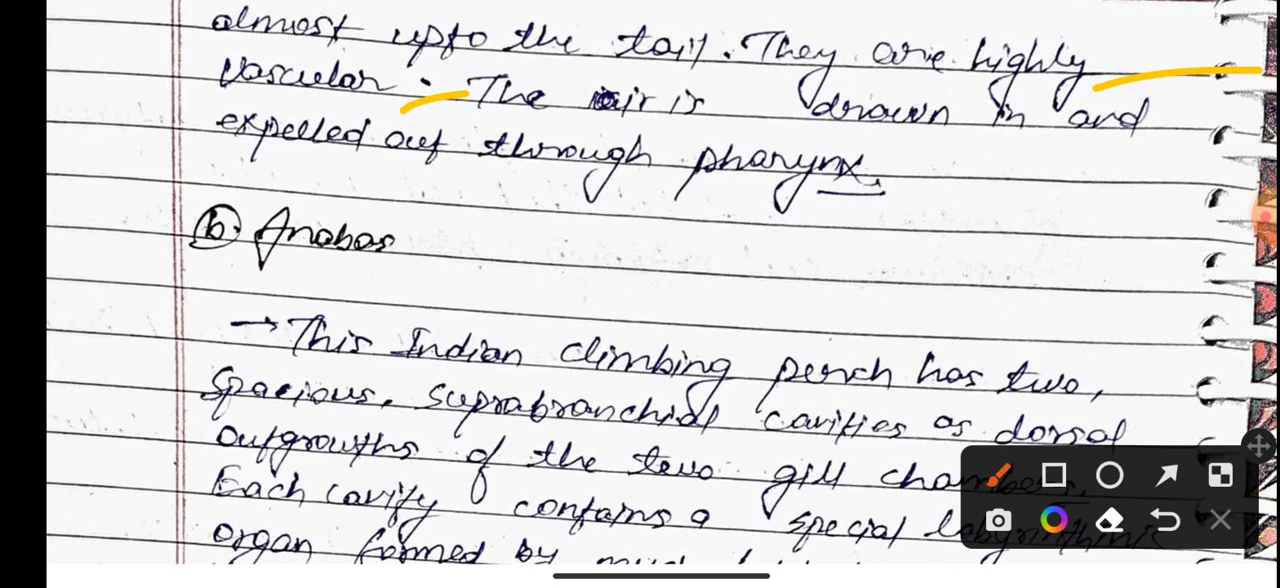 almost upto the tail. They are highly
vascular. The air is drawn in and
expelled out through pharynx.
(b) Anabas
→ This Indian climbing perch has two,
spacious, suprabranchial cavities as dorsal
outgrowths of the two gill chambers.
Each cavity contains a special labyrinthine
organ formed by much